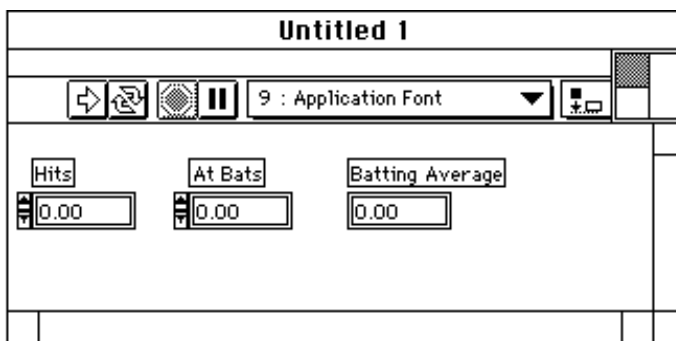 Untitled 1
9 : Application Font
Hits At Bats Batting Average
0.00 0.00 0.00